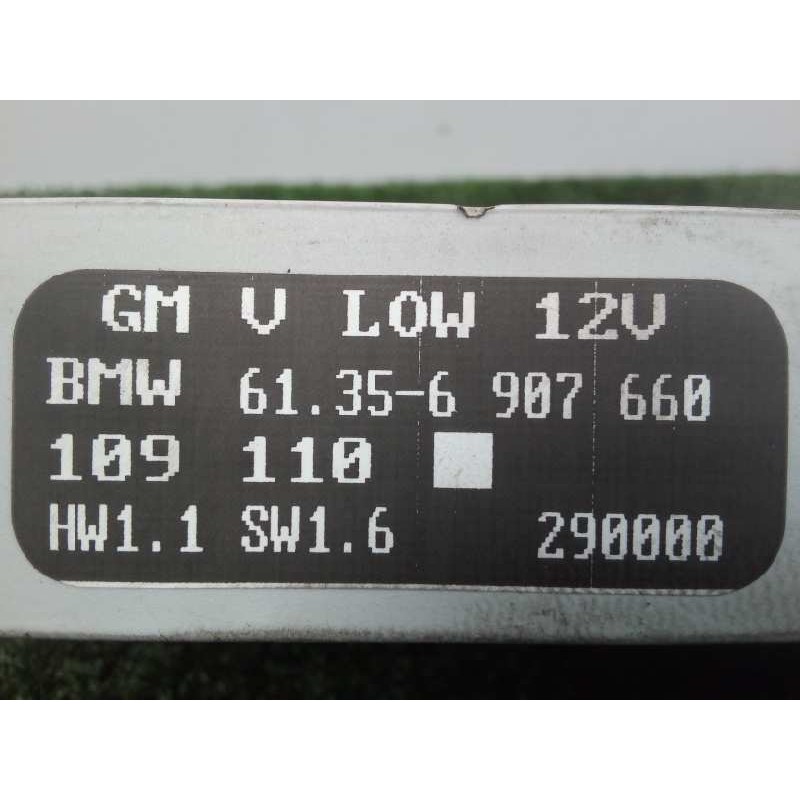 GM V LOW 12V
BMW 61.35-6 907 660
109 110
HW1.1 SW1.6 290000